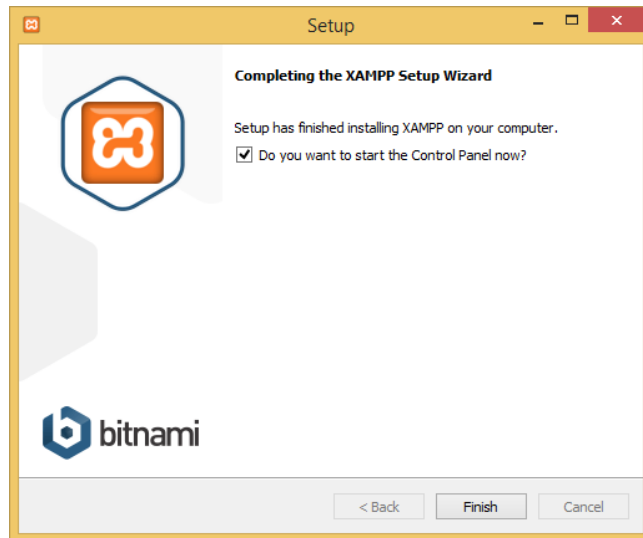 Setup
Completing the XAMPP Setup Wizard
Setup has finished installing XAMPP on your computer.
Do you want to start the Control Panel now?
bitnami
< Back
Finish
Cancel